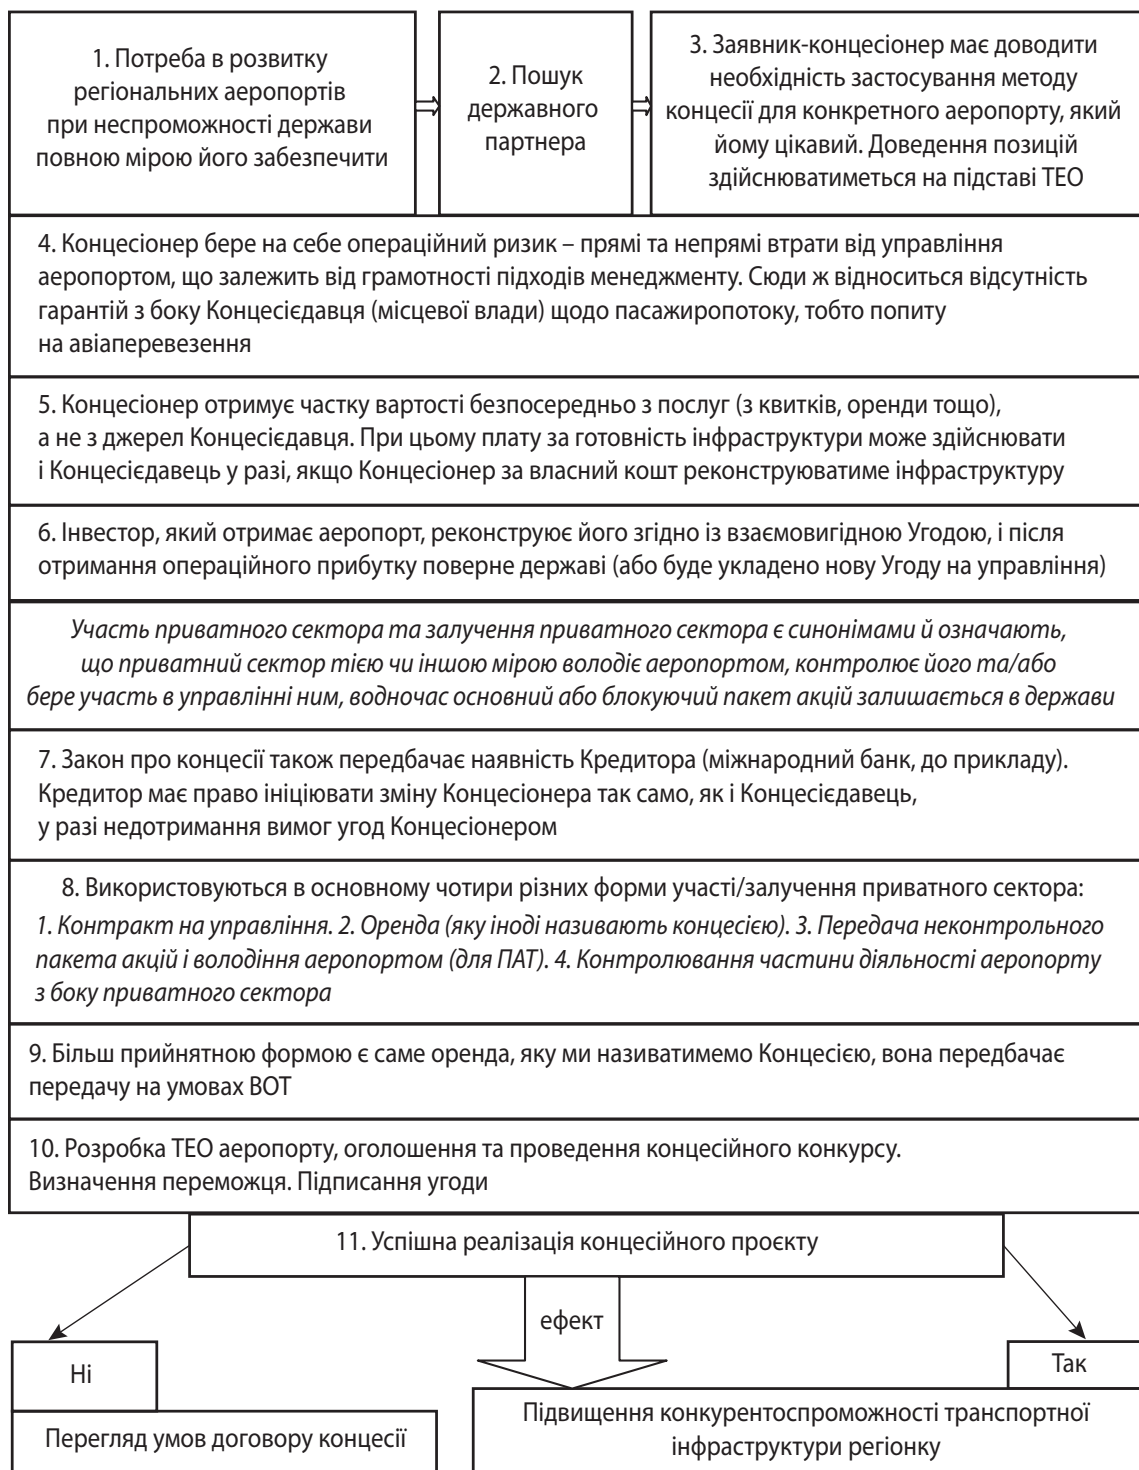 1. Потреба в розвитку
регіональних аеропортів
при неспроможності держави
повною мірою його забезпечити
2. Пошук
державного
партнера
3. Заявник-концесіонер має доводити
необхідність застосування методу
концесії для конкретного аеропорту, який
йому цікавий. Доведення позицій
здійснюватиметься на підставі ТЕО
4. Концесіонер бере на себе операційний ризик – прямі та непрямі втрати від управління
аеропортом, що залежить від грамотності підходів менеджменту. Сюди ж відноситься відсутність
гарантій з боку Концесієдавця (місцевої влади) щодо пасажиропотоку, тобто попиту
на авіаперевезення
5. Концесіонер отримує частку вартості безпосередньо з послуг (з квитків, оренди тощо),
а не з джерел Концесієдавця. При цьому плату за готовність інфраструктури може здійснювати
і Концесієдавець у разі, якщо Концесіонер за власний кошт реконструюватиме інфраструктуру
6. Інвестор, який отримає аеропорт, реконструює його згідно із взаємовигідною Угодою, і після
отримання операційного прибутку поверне державі (або буде укладено нову Угоду на управління)
Участь приватного сектора та залучення приватного сектора є синонімами й означають,
що приватний сектор тією чи іншою мірою володіє аеропортом, контролює його та/або
бере участь в управлінні ним, водночас основний або блокуючий пакет акцій залишається в держави
7. Закон про концесії також передбачає наявність Кредитора (міжнародний банк, до прикладу).
Кредитор має право ініціювати зміну Концесіонера так само, як і Концесієдавець,
у разі недотримання вимог угод Концесіонером
8. Використовуються в основному чотири різних форми участі/залучення приватного сектора:
1. Контракт на управління. 2. Оренда (яку іноді називають концесією). 3. Передача неконтрольного
пакета акцій і володіння аеропортом (для ПАТ). 4. Контролювання частини діяльності аеропорту
з боку приватного сектора
9. Більш прийнятною формою є саме оренда, яку ми називатимемо Концесією, вона передбачає
передачу на умовах ВОТ
10. Розробка ТЕО аеропорту, оголошення та проведення концесійного конкурсу.
Визначення переможця. Підписання угоди
11. Успішна реалізація концесійного проєкту
ефект
Ні
Так
Перегляд умов договору концесії
Підвищення конкурентоспроможності транспортної
інфраструктури регіонку